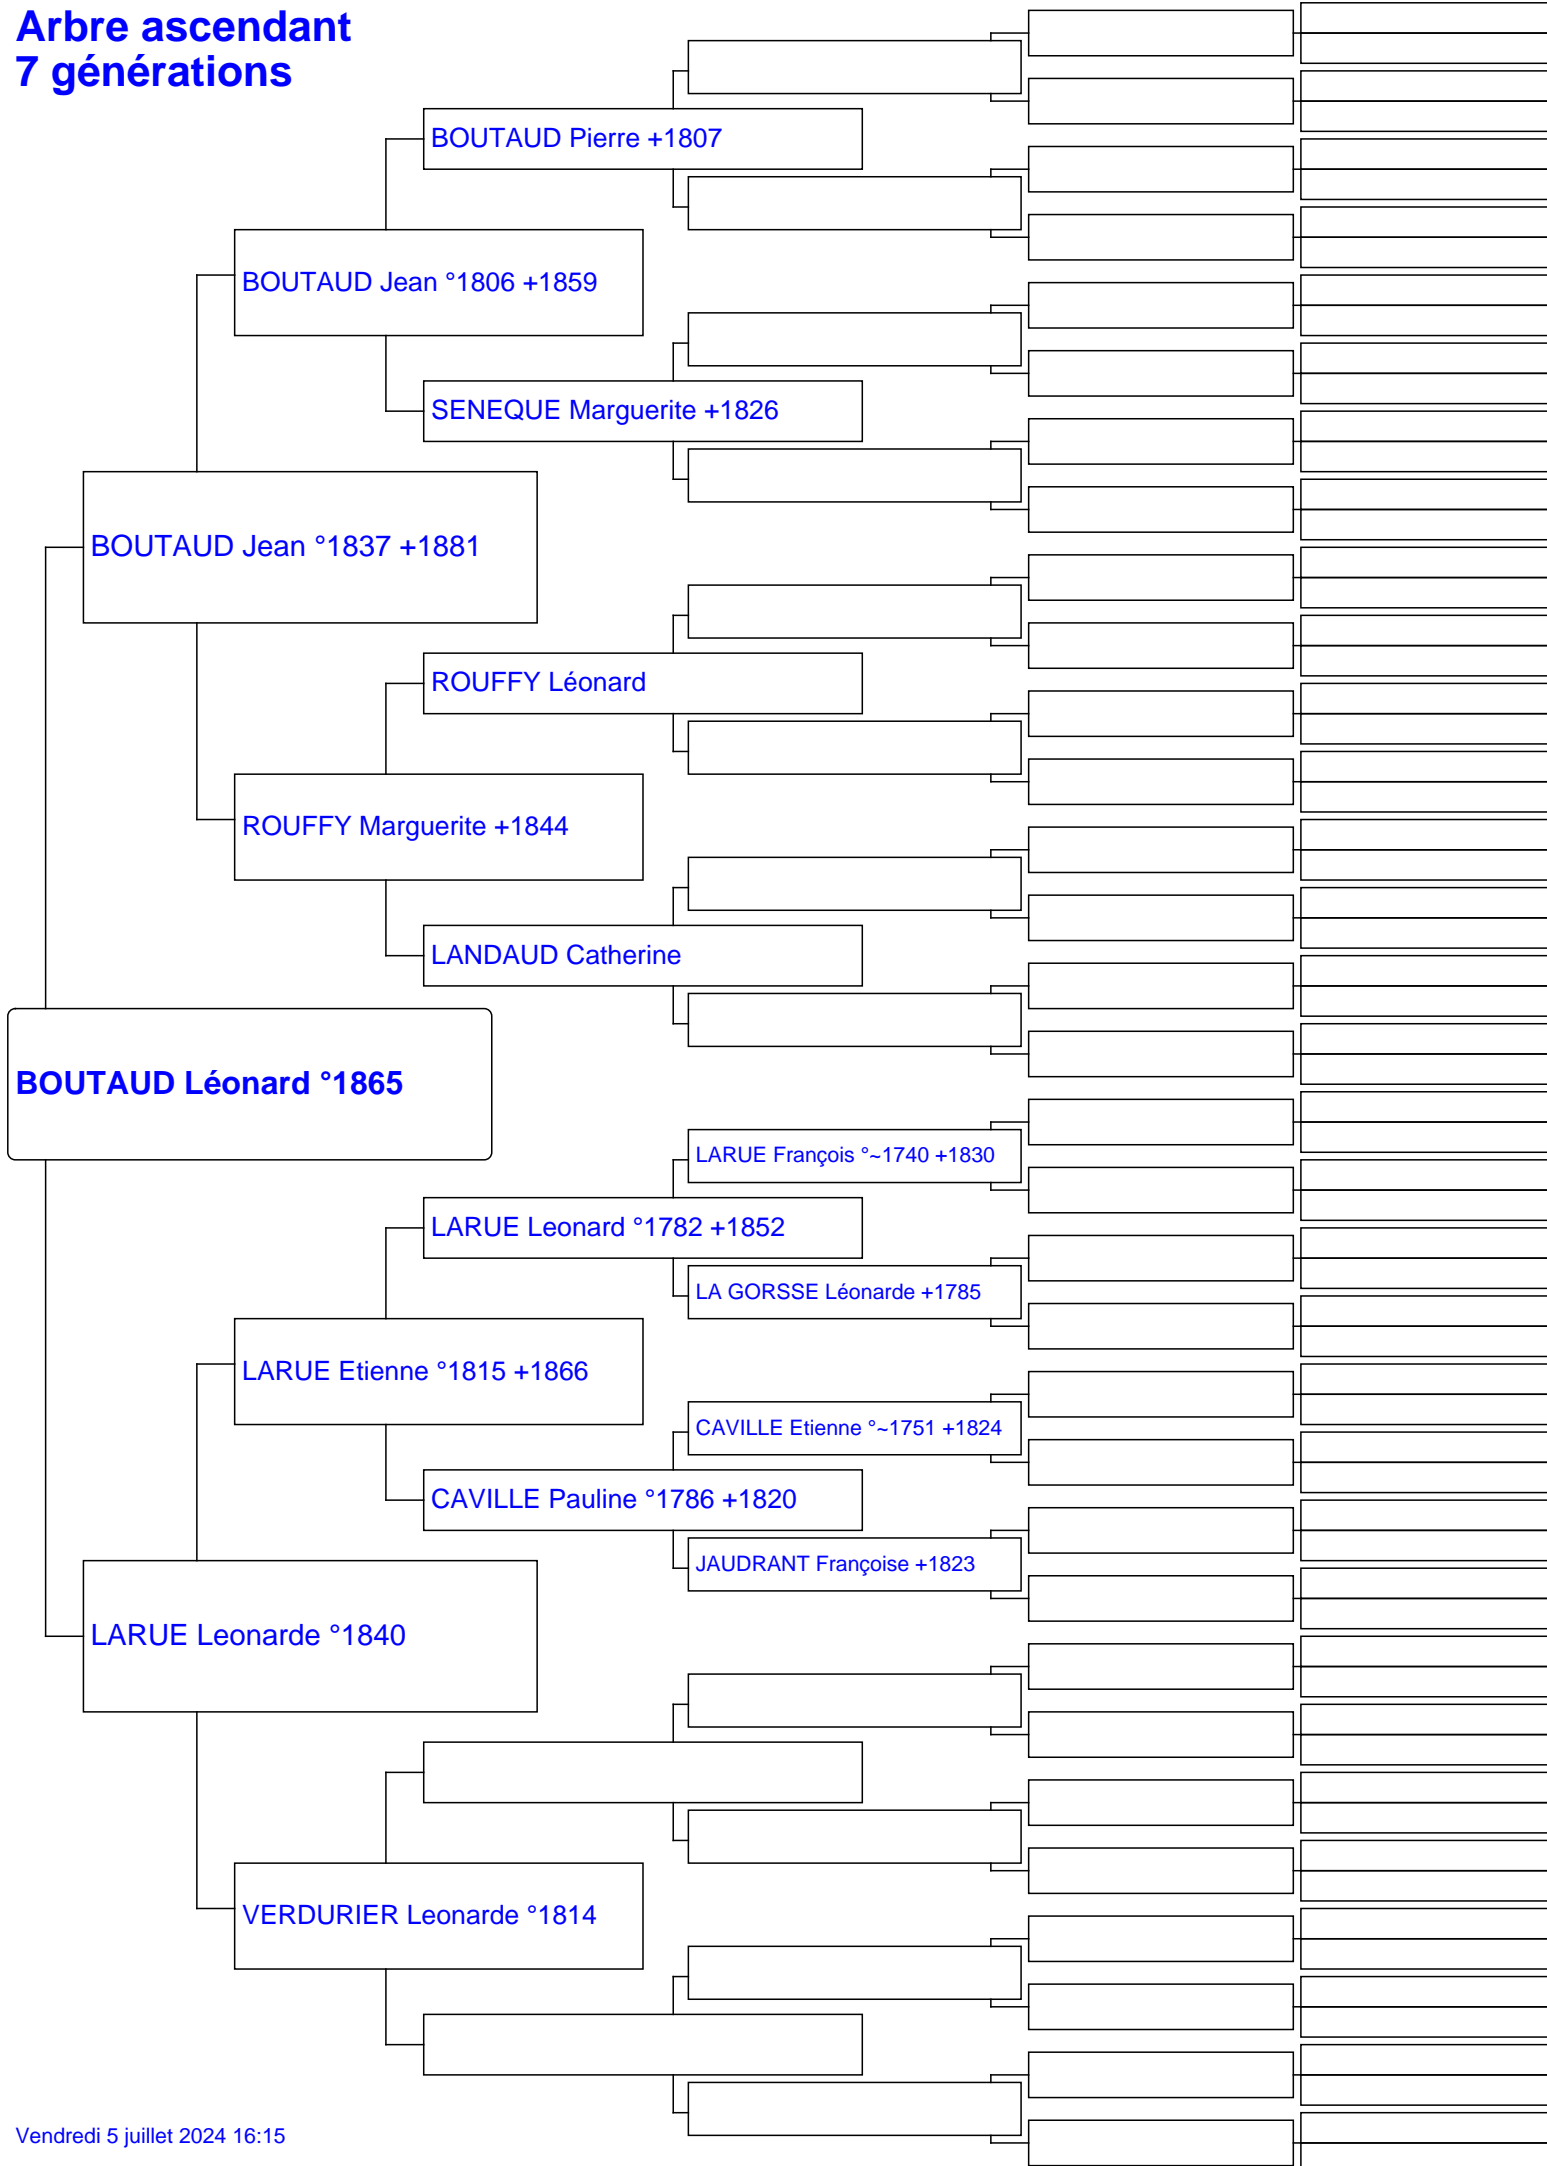 Arbre ascendant
7 générations
BOUTAUD Pierre +1807
BOUTAUD Jean °1806 +1859
SENEQUE Marguerite +1826
BOUTAUD Jean °1837 +1881
ROUFFY Léonard
ROUFFY Marguerite +1844
LANDAUD Catherine
BOUTAUD Léonard °1865
LARUE François °~1740 +1830
LARUE Leonard °1782 +1852
LA GORSSE Léonarde +1785
LARUE Etienne °1815 +1866
CAVILLE Etienne °~1751 +1824
CAVILLE Pauline °1786 +1820
JAUDRANT Françoise +1823
LARUE Leonarde °1840
VERDURIER Leonarde °1814
Vendredi 5 juillet 2024 16:15